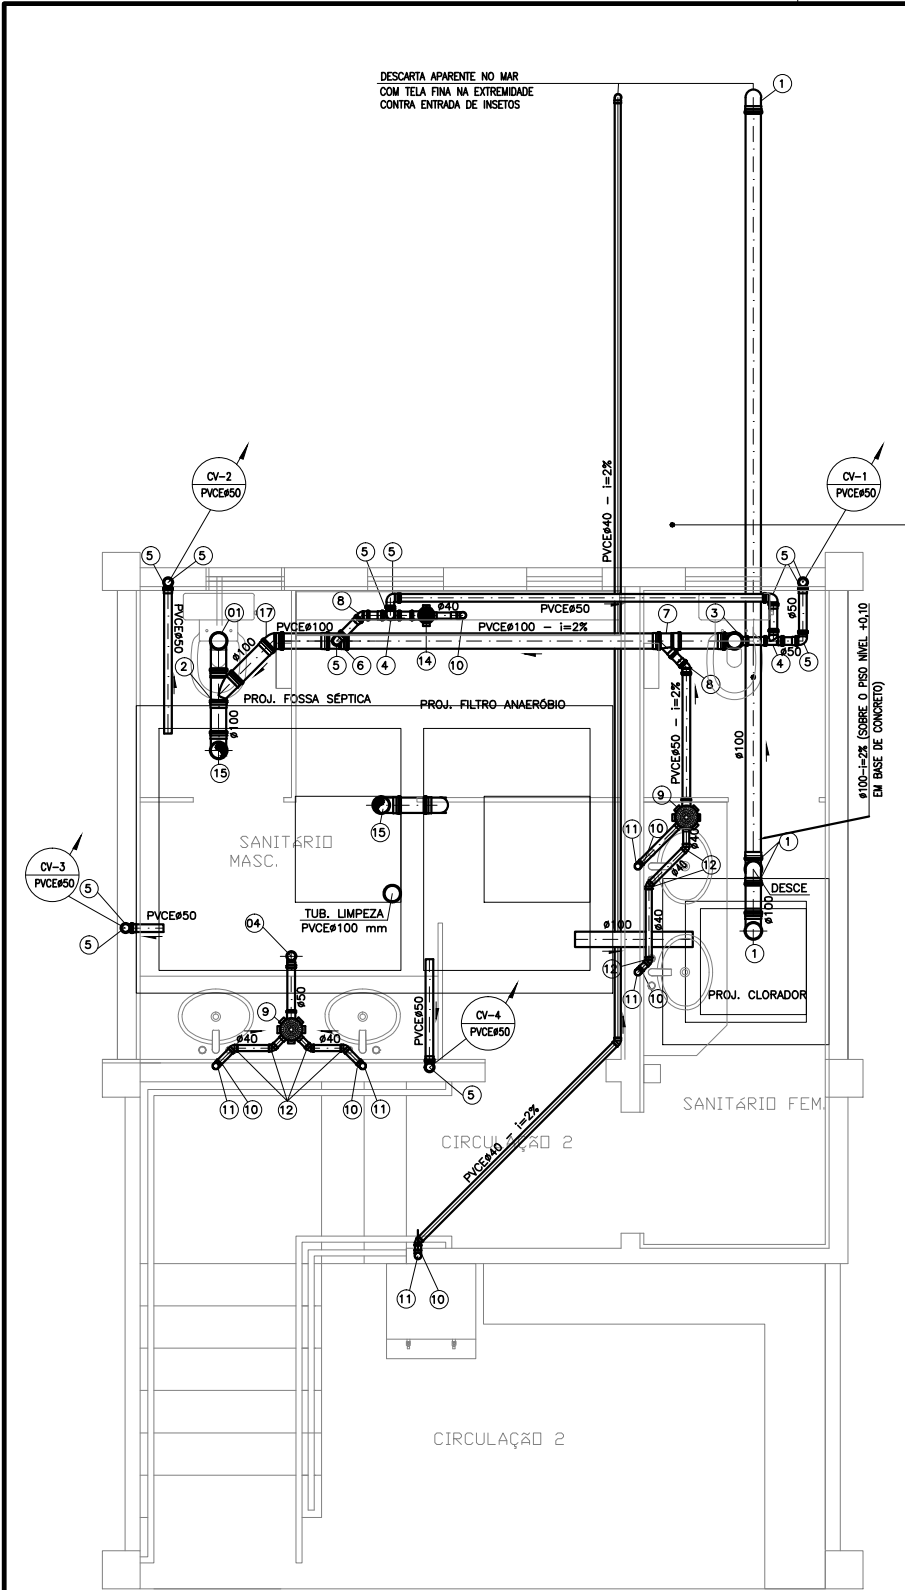 DESCARTA APARENTE NO MAR
COM TELA FINA NA EXTREMIDADE
CONTRA ENTRADA DE INSETOS
1
CV-2
PVCEø50
CV-1
PVCEø50
PVCEø40 - i=2%
5
5
5
5
5
01
17
8
ø40
PVCEø50
7
3
ø50
PVCEø50
ø100
PVCEø100
PVCEø100 - i=2%
2
5
6
4
14
10
8
4
ø50
5
PROJ. FOSSA SÉPTICA
PROJ. FILTRO ANAERÓBIO
ø100
15
PVCEø50 - i=2%
ø100
ø100-i=2% (SOBRE O PISO NÍVEL +0,10
EM BASE DE CONCRETO)
15
9
11
10
ø40
ø40
12
1
SANITÁRIO
MASC.
CV-3
PVCEø50
5
5
PVCEø50
TUB. LIMPEZA
PVCEø100 mm
DESCE
04
ø100
ø40
ø100
1
12
11
10
PROJ. CLORADOR
ø50
9
PVCEø50
CV-4
PVCEø50
ø40
ø40
5
11
10
12
10
11
SANITÁRIO FEM.
CIRCULAÇÃO 2
PVCEø40 - i=2%
11
10
CIRCULAÇÃO 2